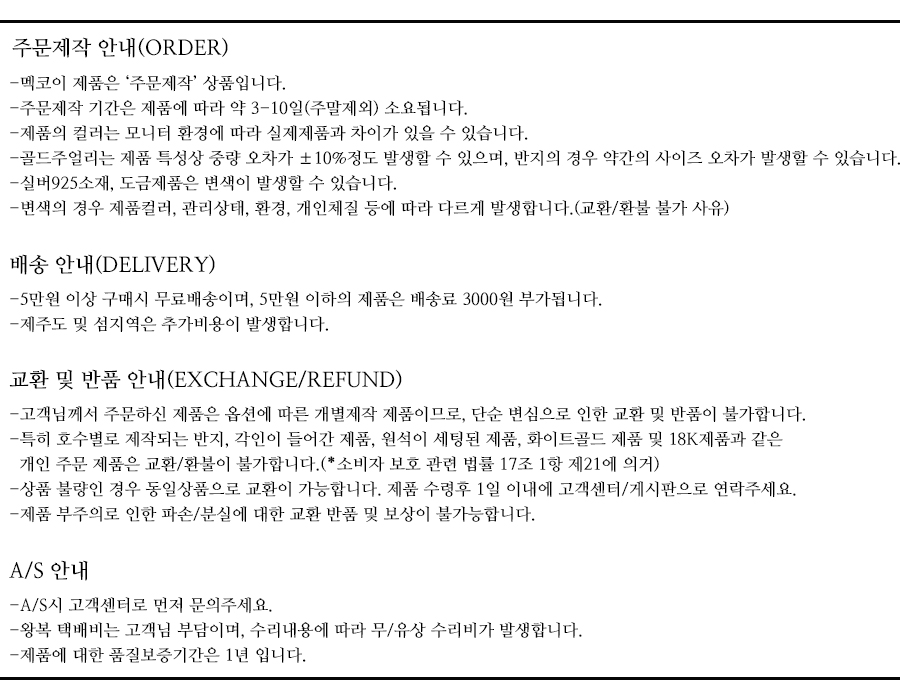 주문제작 안내(ORDER)
-멕코이 제품은 ‘주문제작’ 상품입니다.
-주문제작 기간은 제품에 따라 약 3-10일(주말제외) 소요됩니다.
-제품의 컬러는 모니터 환경에 따라 실제제품과 차이가 있을 수 있습니다.
-골드주얼리는 제품 특성상 중량 오차가 ±10%정도 발생할 수 있으며, 반지의 경우 약간의 사이즈 오차가 발생할 수 있습니다.
-실버925소재, 도금제품은 변색이 발생할 수 있습니다.
-변색의 경우 제품컬러, 관리상태, 환경, 개인체질 등에 따라 다르게 발생합니다.(교환/환불 불가 사유)
배송 안내(DELIVERY)
-5만원 이상 구매시 무료배송이며, 5만원 이하의 제품은 배송료 3000원 부가됩니다.
-제주도 및 섬지역은 추가비용이 발생합니다.
교환 및 반품 안내(EXCHANGE/REFUND)
-고객님께서 주문하신 제품은 옵션에 따른 개별제작 제품이므로, 단순 변심으로 인한 교환 및 반품이 불가합니다.
-특히 호수별로 제작되는 반지, 각인이 들어간 제품, 원석이 세팅된 제품, 화이트골드 제품 및 18K제품과 같은
개인 주문 제품은 교환/환불이 불가합니다.(*소비자 보호 관련 법률 17조 1항 제21에 의거)
-상품 불량인 경우 동일상품으로 교환이 가능합니다. 제품 수령후 1일 이내에 고객센터/게시판으로 연락주세요.
-제품 부주의로 인한 파손/분실에 대한 교환 반품 및 보상이 불가능합니다.
A/S 안내
-A/S시 고객센터로 먼저 문의주세요.
-왕복 택배비는 고객님 부담이며, 수리내용에 따라 무/유상 수리비가 발생합니다.
-제품에 대한 품질보증기간은 1년 입니다.